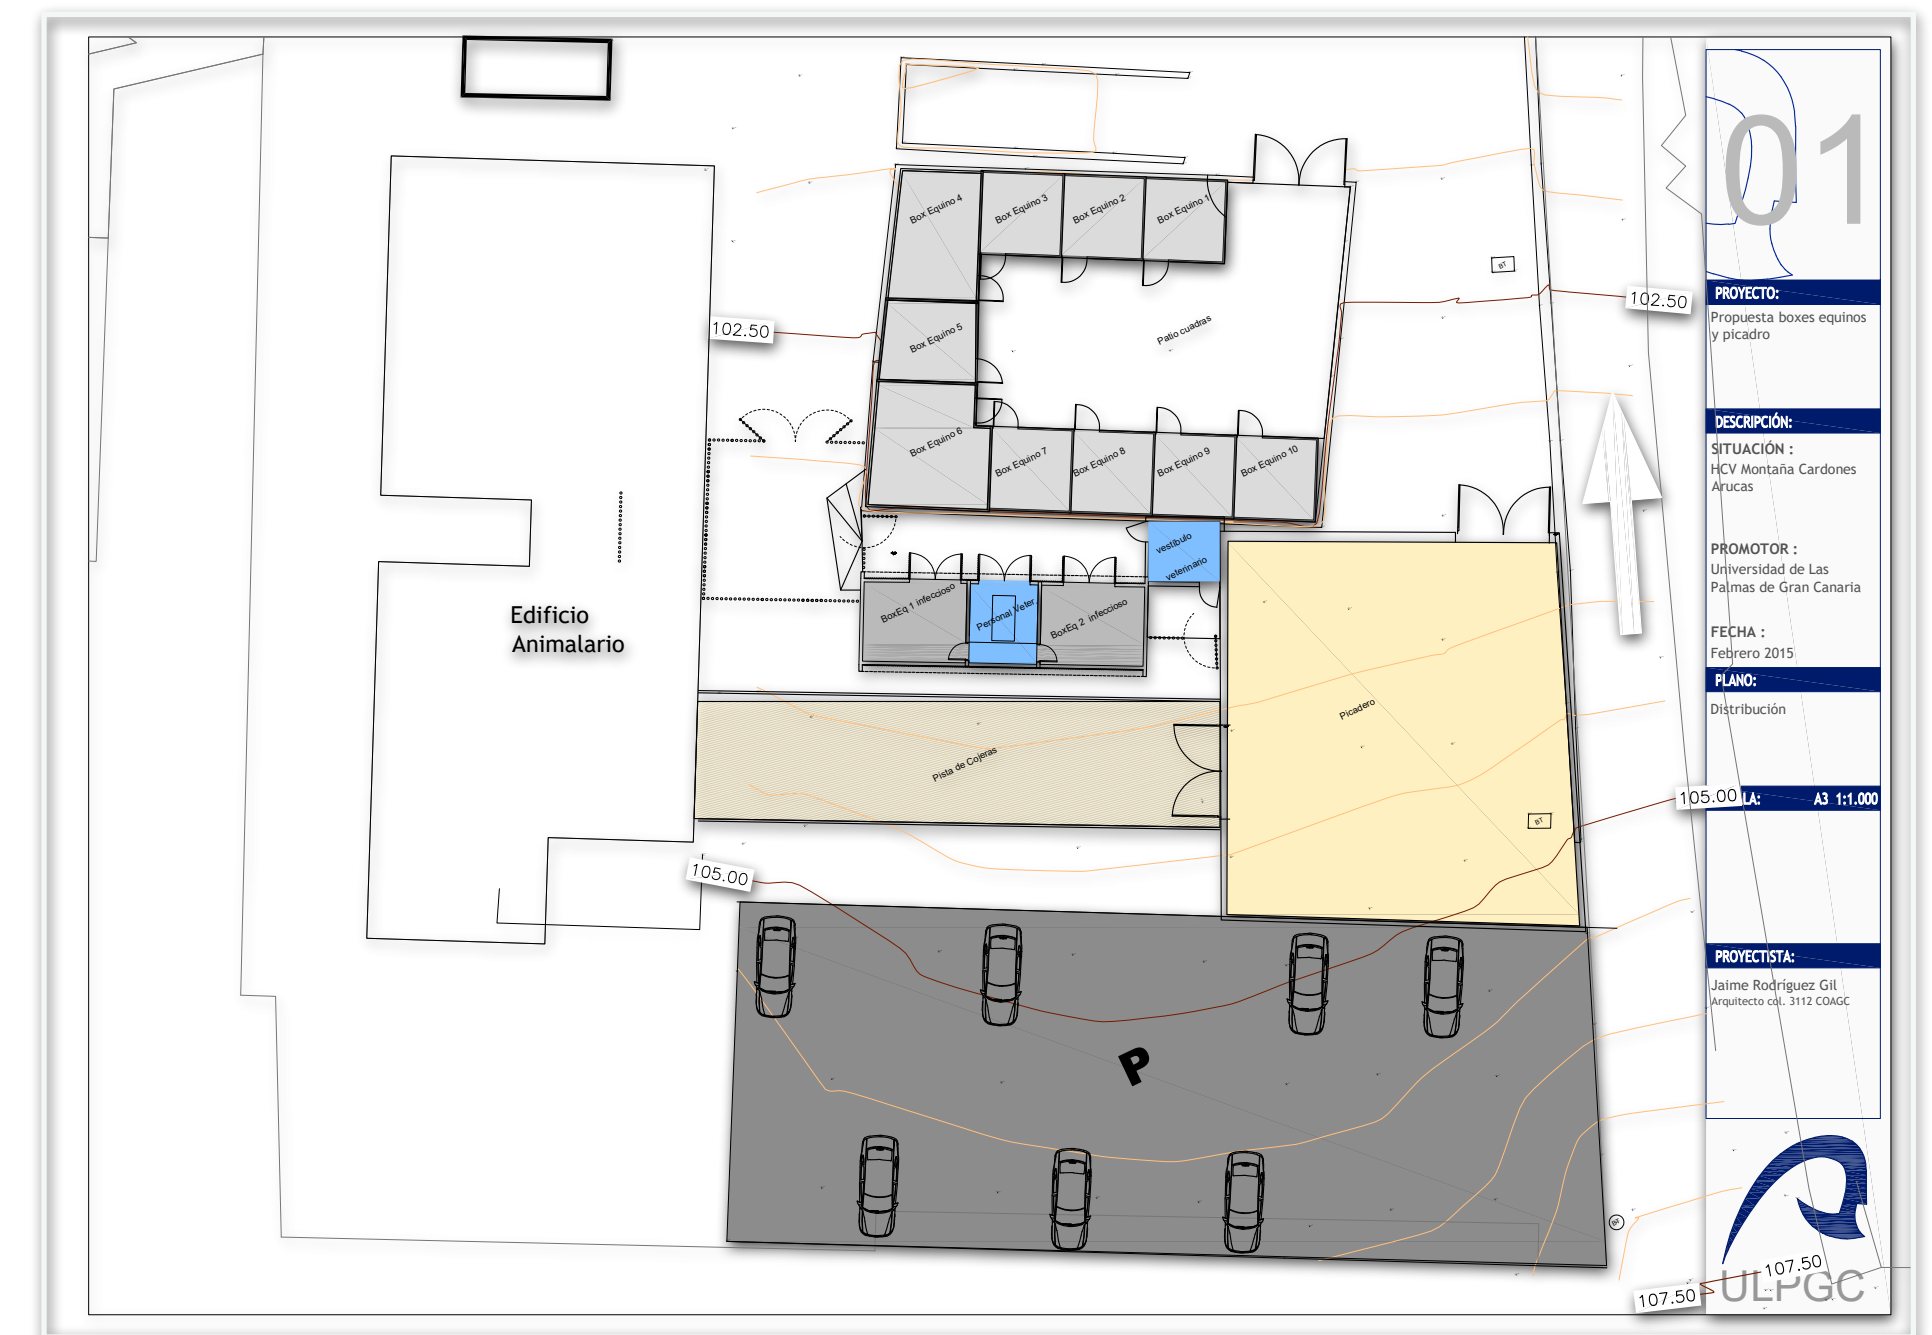 01
PROYECTO:
Propuesta boxes equinos
y picadro
DESCRIPCIÓN:
SITUACIÓN :
HCV Montaña Cardones
Arucas
PROMOTOR :
Universidad de Las
Palmas de Gran Canaria
FECHA :
Febrero 2015
PLANO:
Distribución
LA: A3 1:1.000
PROYECTISTA:
Jaime Rodríguez Gil
Arquitecto col. 3112 COAGC
ULPGC
Box Equino 4
Box Equino 3
Box Equino 2
Box Equino 1
BT
102.50
102.50
Patio cuadras
Box Equino 5
Box Equino 6
Box Equino 7
Box Equino 8
Box Equino 9
Box Equino 10
vestibulo
veterinario
BoxEq 1 infeccioso
Personal Veter.
BoxEq 2 infeccioso
Edificio
Animalario
Picadero
Pista de Cojeras
105.00
BT
105.00
P
BT
107.50
107.50